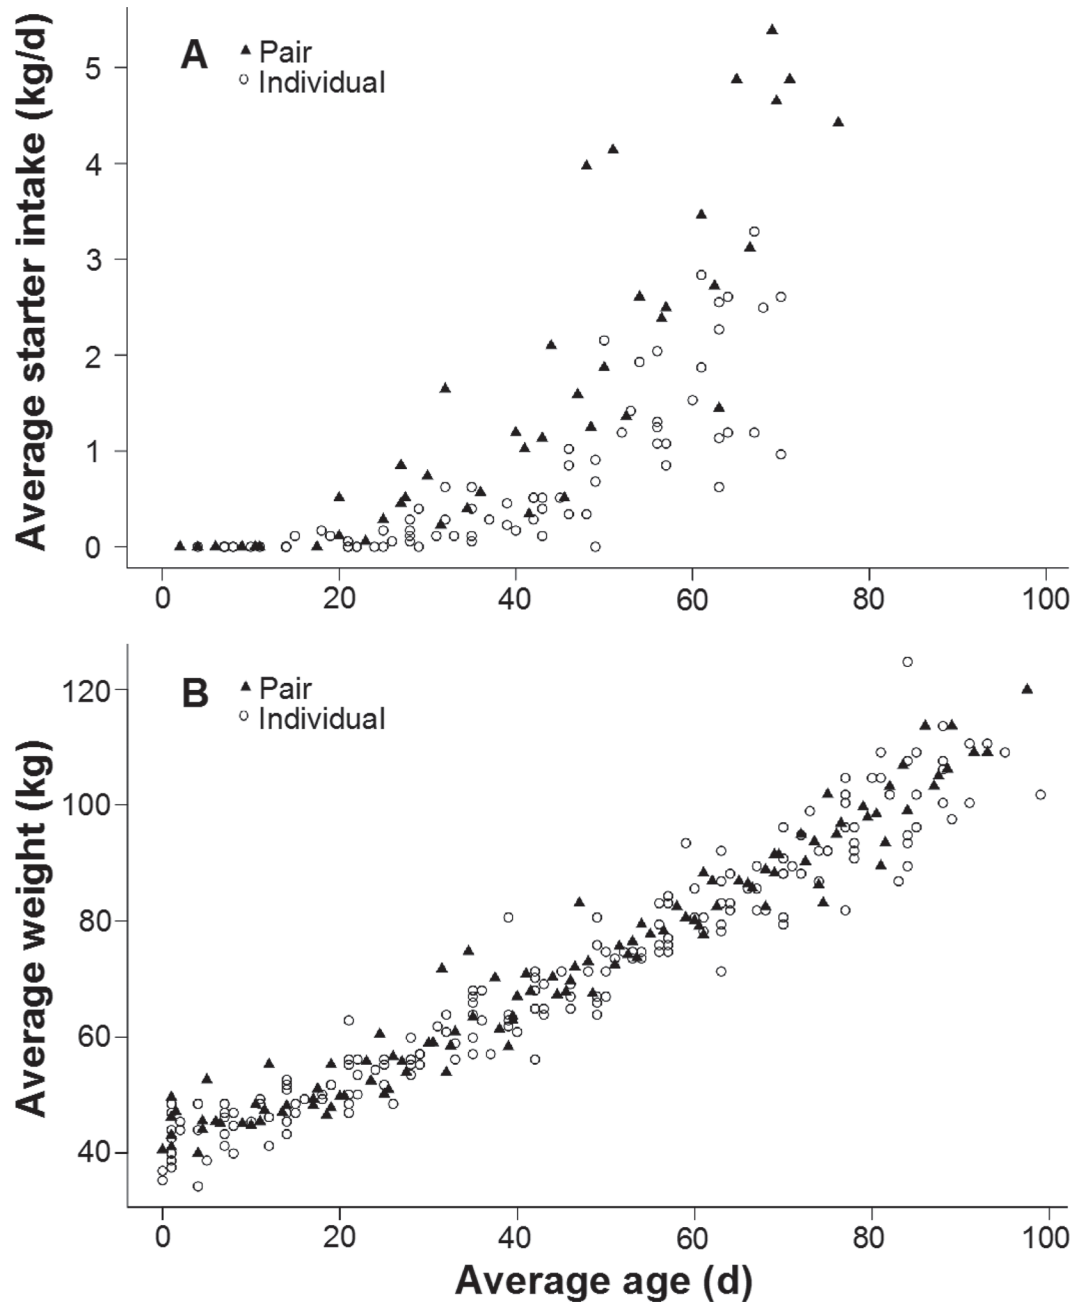 A
▲ Pair
○ Individual
Average starter intake (kg/d)
5
4
3
2
1
0
0 20 40 60 80 100
B
▲ Pair
○ Individual
Average weight (kg)
120
100
80
60
40
0 20 40 60 80 100
Average age (d)